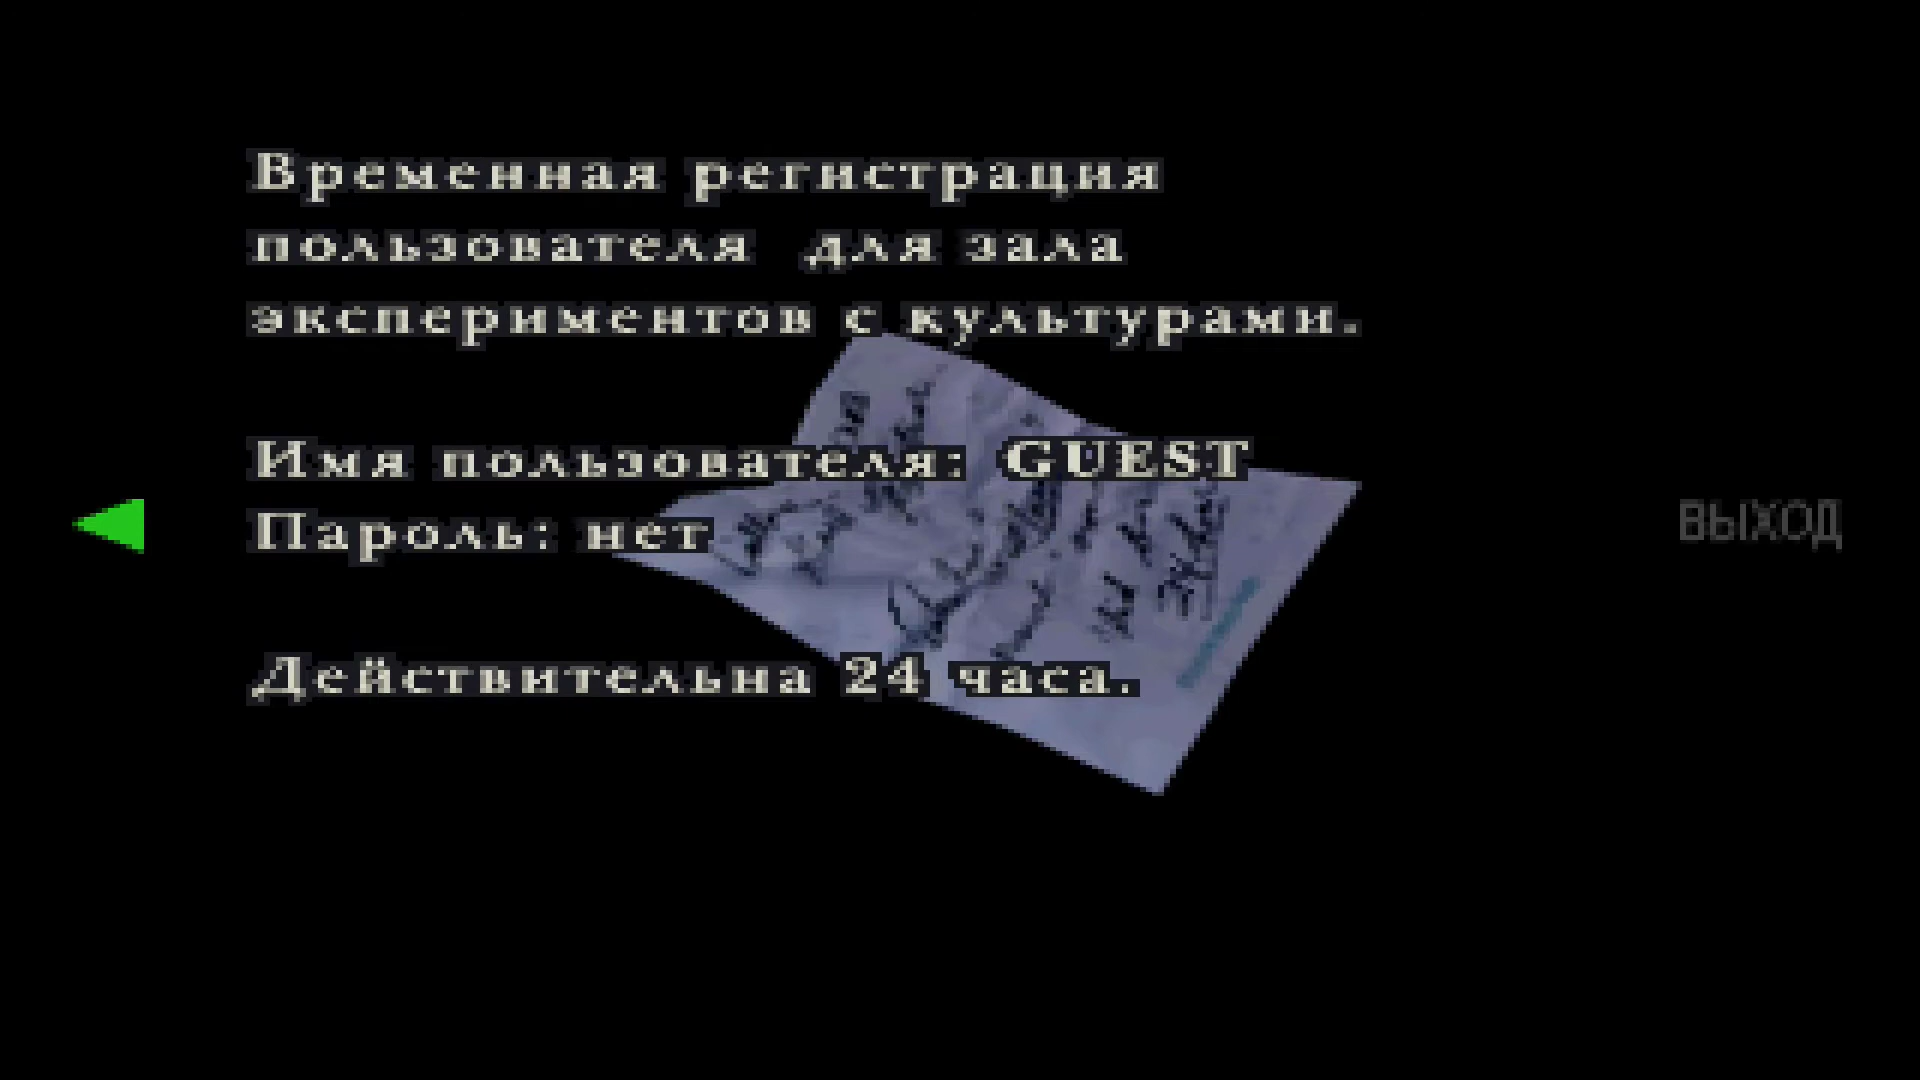 Временная регистрация
пользователя для зала
экспериментов с культурами.
Имя пользователя: GUEST
Пароль: нет
ВЫХОД
Действительна 24 часа.